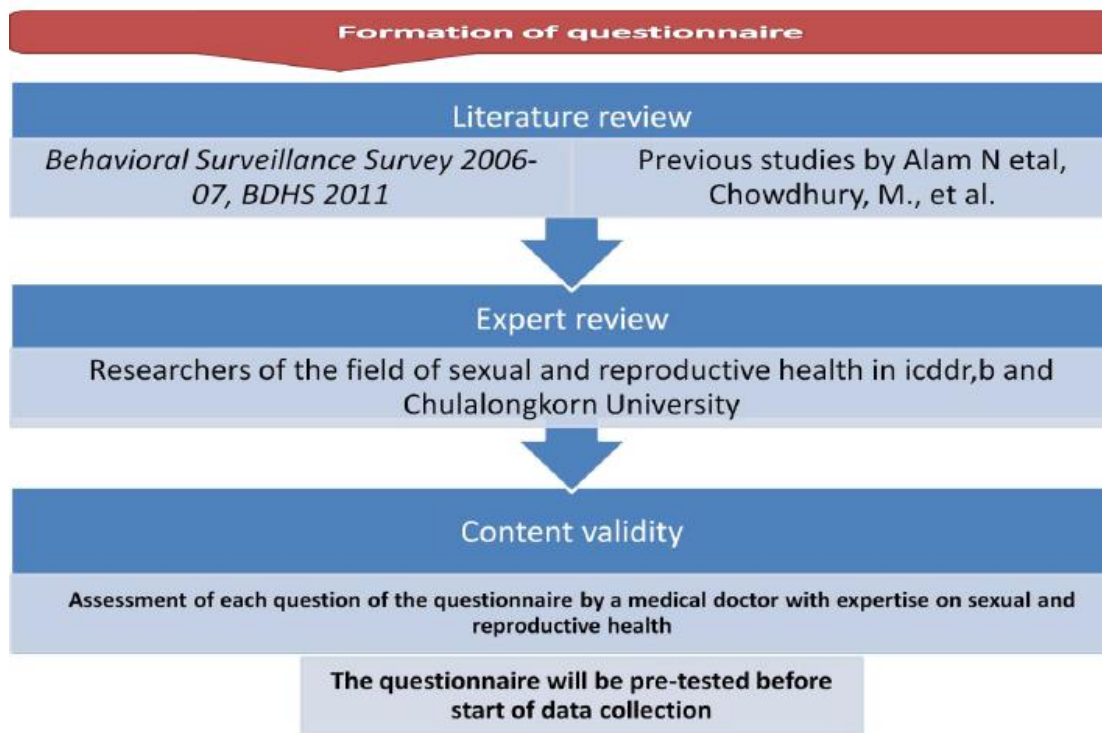 Formation of questionnaire
Literature review
Behavioral Surveillance Survey 2006-
07, BDHS 2011
Previous studies by Alam N etal,
Chowdhury, M., et al.
Expert review
Researchers of the field of sexual and reproductive health in icddr,b and
Chulalongkorn University
Content validity
Assessment of each question of the questionnaire by a medical doctor with expertise on sexual and
reproductive health
The questionnaire will be pre-tested before
start of data collection